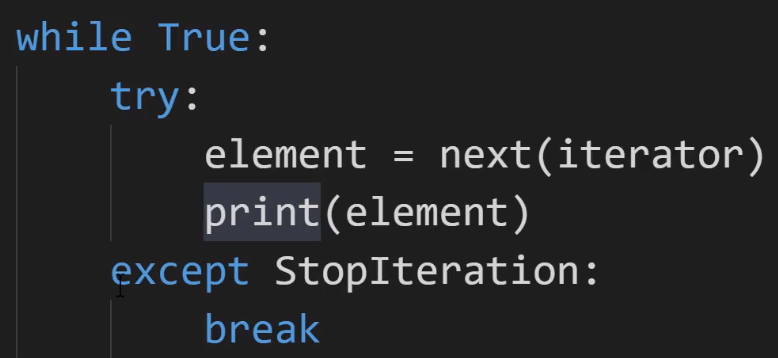 while True:
    try:
        element = next(iterator)
        print(element)
    except StopIteration:
        break